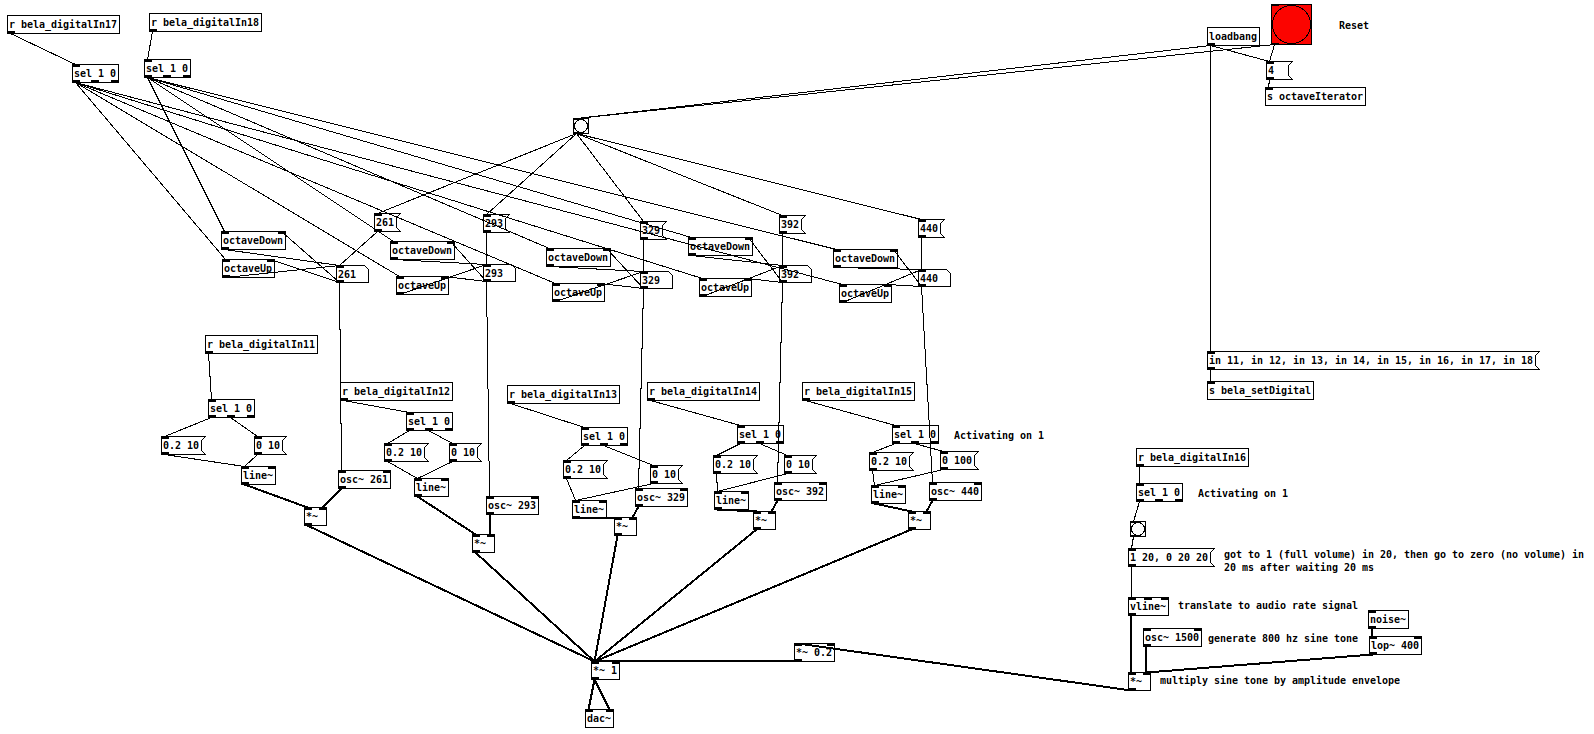 r bela_digitalIn17
r bela_digitalIn18
loadbang
Reset
sel 1 0
sel 1 0
4
s octaveIterator
261
293
329
392
440
octaveDown
octaveDown
octaveDown
octaveDown
octaveDown
octaveUp
261
octaveUp
293
octaveUp
329
octaveUp
392
octaveUp
440
r bela_digitalIn11
in 11, in 12, in 13, in 14, in 15, in 16, in 17, in 18
s bela_setDigital
r bela_digitalIn12
r bela_digitalIn13
r bela_digitalIn14
r bela_digitalIn15
sel 1 0
sel 1 0
sel 1 0
sel 1 0
sel 1 0
Activating on 1
0.2 10
0 10
0.2 10
0 10
0.2 10
0 10
0.2 10
0 10
0.2 10
0 100
r bela_digitalIn16
line~
osc~ 261
line~
osc~ 293
line~
osc~ 329
line~
osc~ 392
line~
osc~ 440
sel 1 0
Activating on 1
*~
*~
*~
*~
*~
1 20, 0 20 20
got to 1 (full volume) in 20, then go to zero (no volume) in
20 ms after waiting 20 ms
vline~
translate to audio rate signal
noise~
osc~ 1500
generate 800 hz sine tone
lop~ 400
*~ 0.2
*~ 1
*~
multiply sine tone by amplitude envelope
dac~